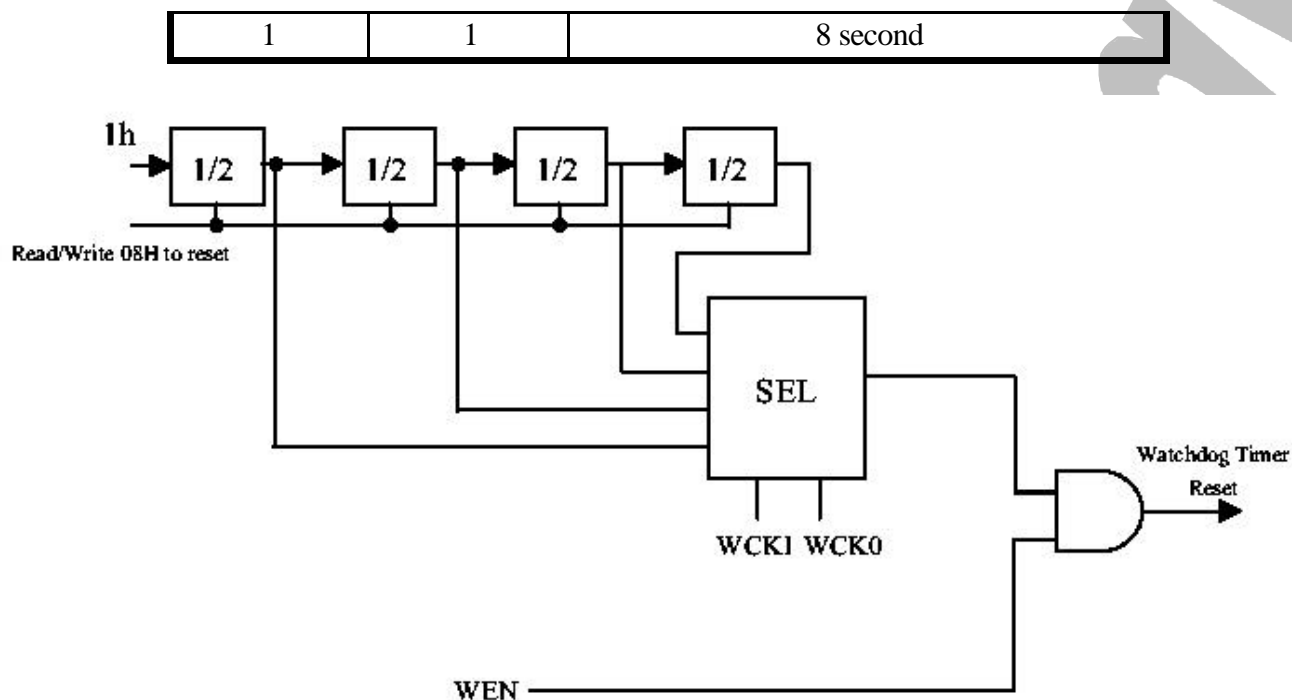 1 1 8 second
1h
1/2 1/2 1/2 1/2
Read/Write 08H to reset
SEL
Watchdog Timer
Reset
WCK1 WCK0
WEN